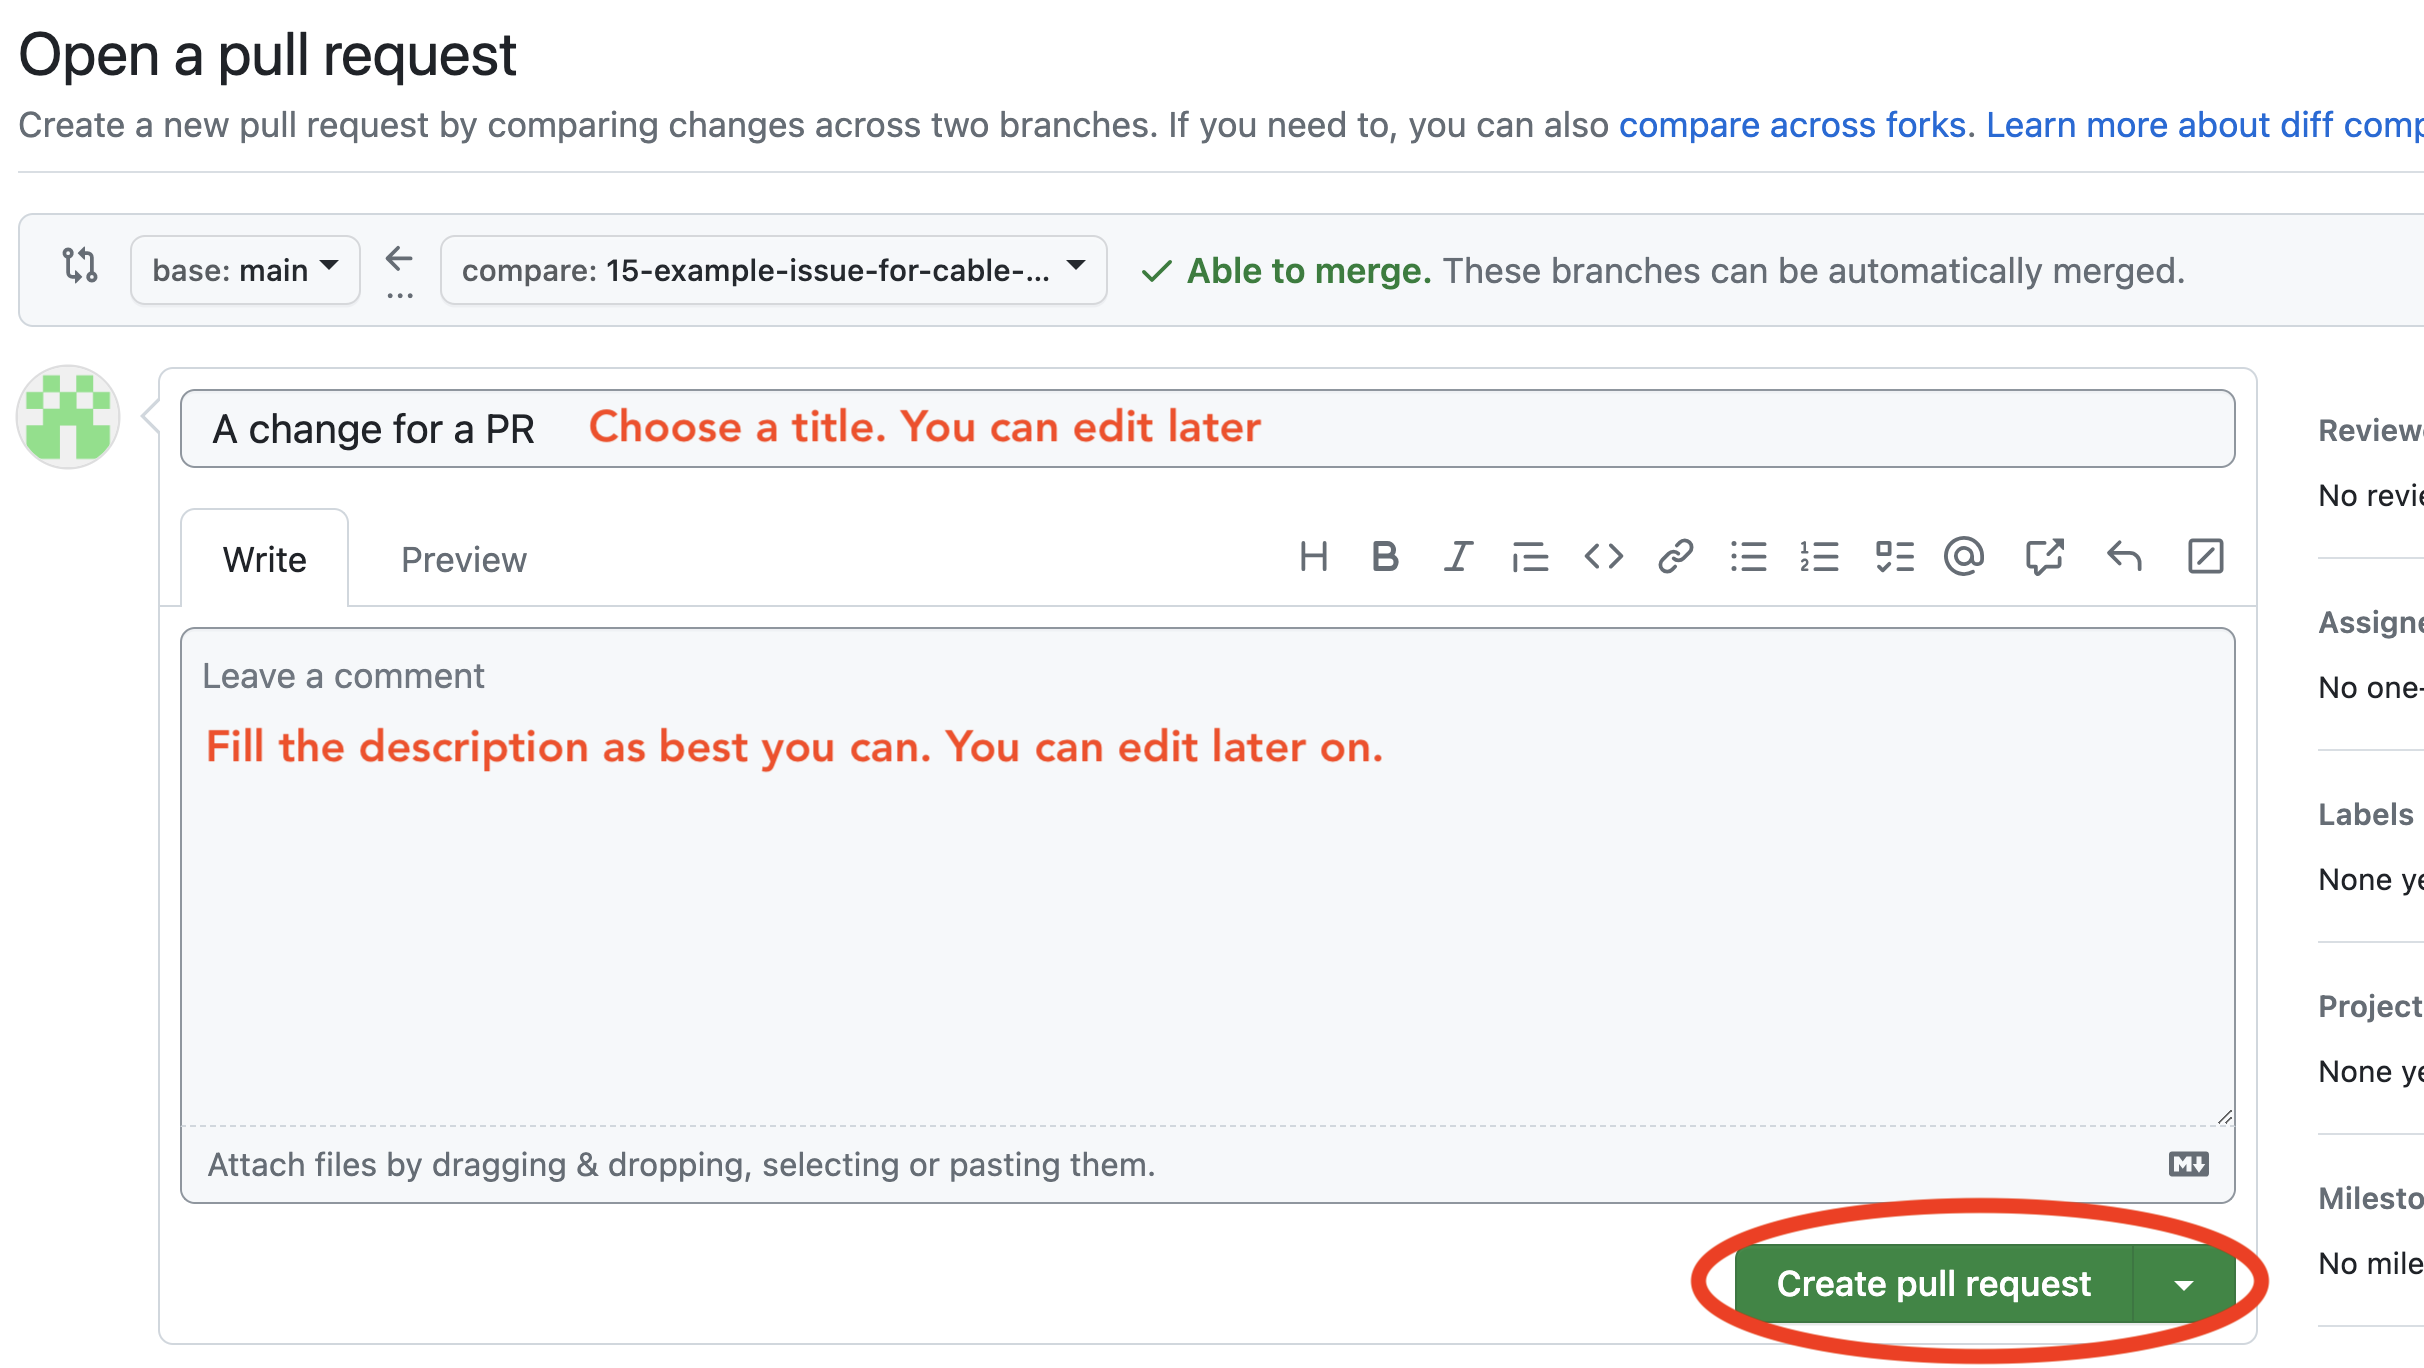 Open a pull request
Create a new pull request by comparing changes across two branches. If you need to, you can also compare across forks. Learn more about diff comp
base: main
compare: 15-example-issue-for-cable-...
Able to merge. These branches can be automatically merged.
A change for a PR Choose a title. You can edit later
Write
Preview
Leave a comment
Fill the description as best you can. You can edit later on.
Attach files by dragging & dropping, selecting or pasting them.
Create pull request
Reviewe
No revie
Assigne
No one-
Labels
None ye
Project
None ye
Milesto
No mile